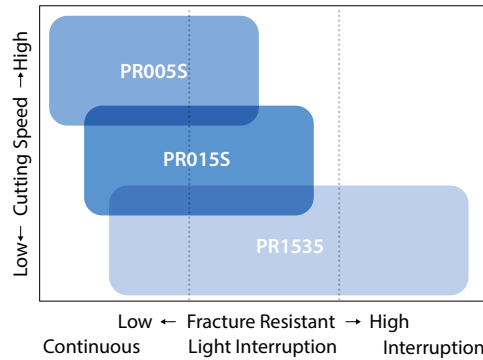 Low← Cutting Speed →High
PR005S
PR015S
PR1535
Low ← Fracture Resistant → High
Continuous Light Interruption Interruption